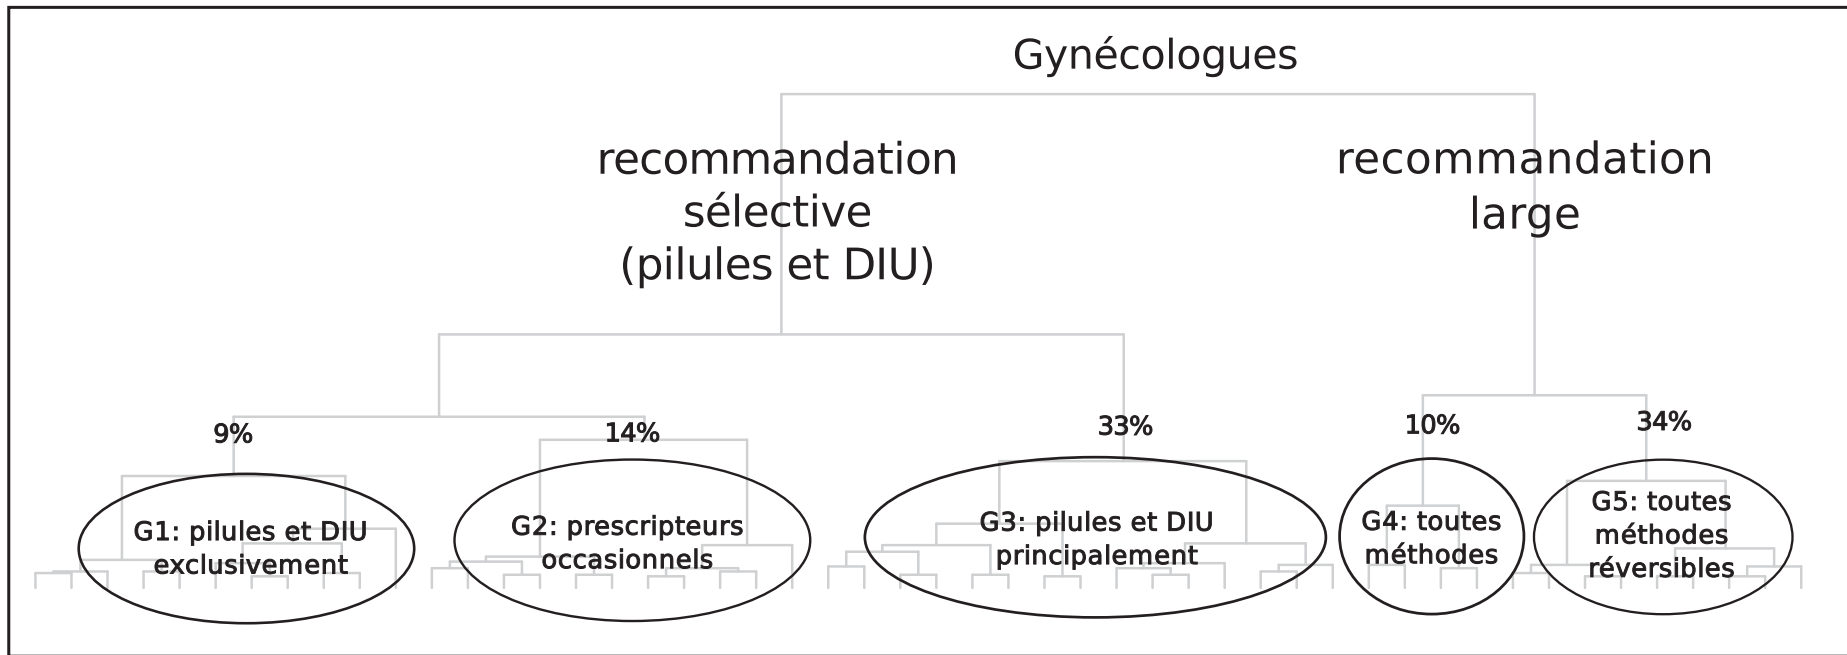 Gynécologues
recommandation
sélective
(pilules et DIU)
recommandation
large
9%
14%
33%
10%
34%
G1: pilules et DIU
exclusivement
G2: prescripteurs
occasionnels
G3: pilules et DIU
principalement
G4: toutes
méthodes
G5: toutes
méthodes
réversibles